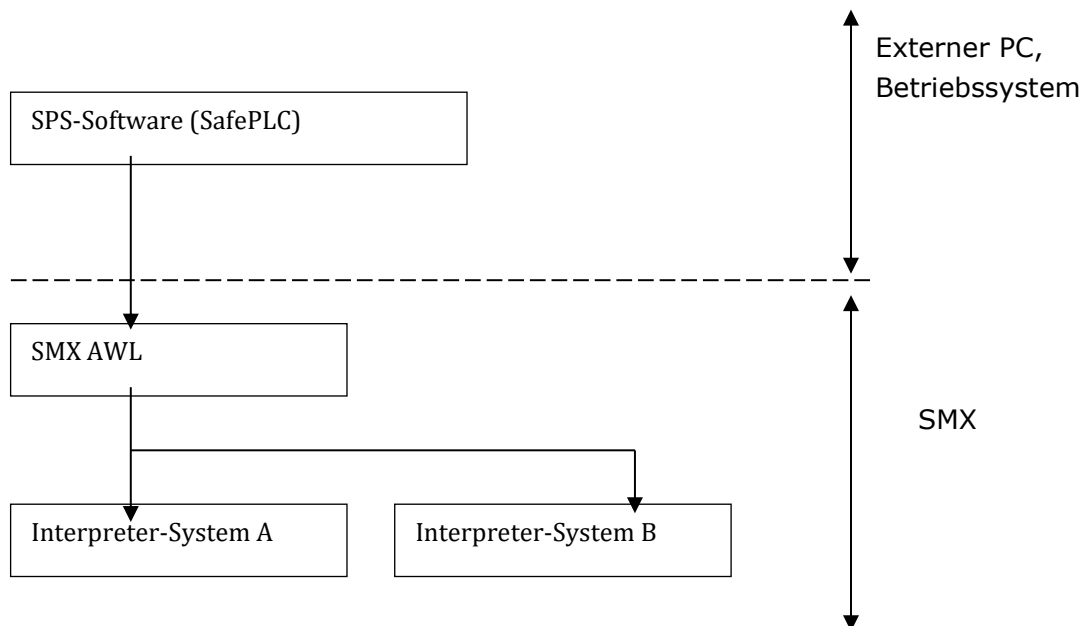 Externer PC,
Betriebssystem
SPS-Software (SafePLC)
SMX AWL
SMX
Interpreter-System A
Interpreter-System B